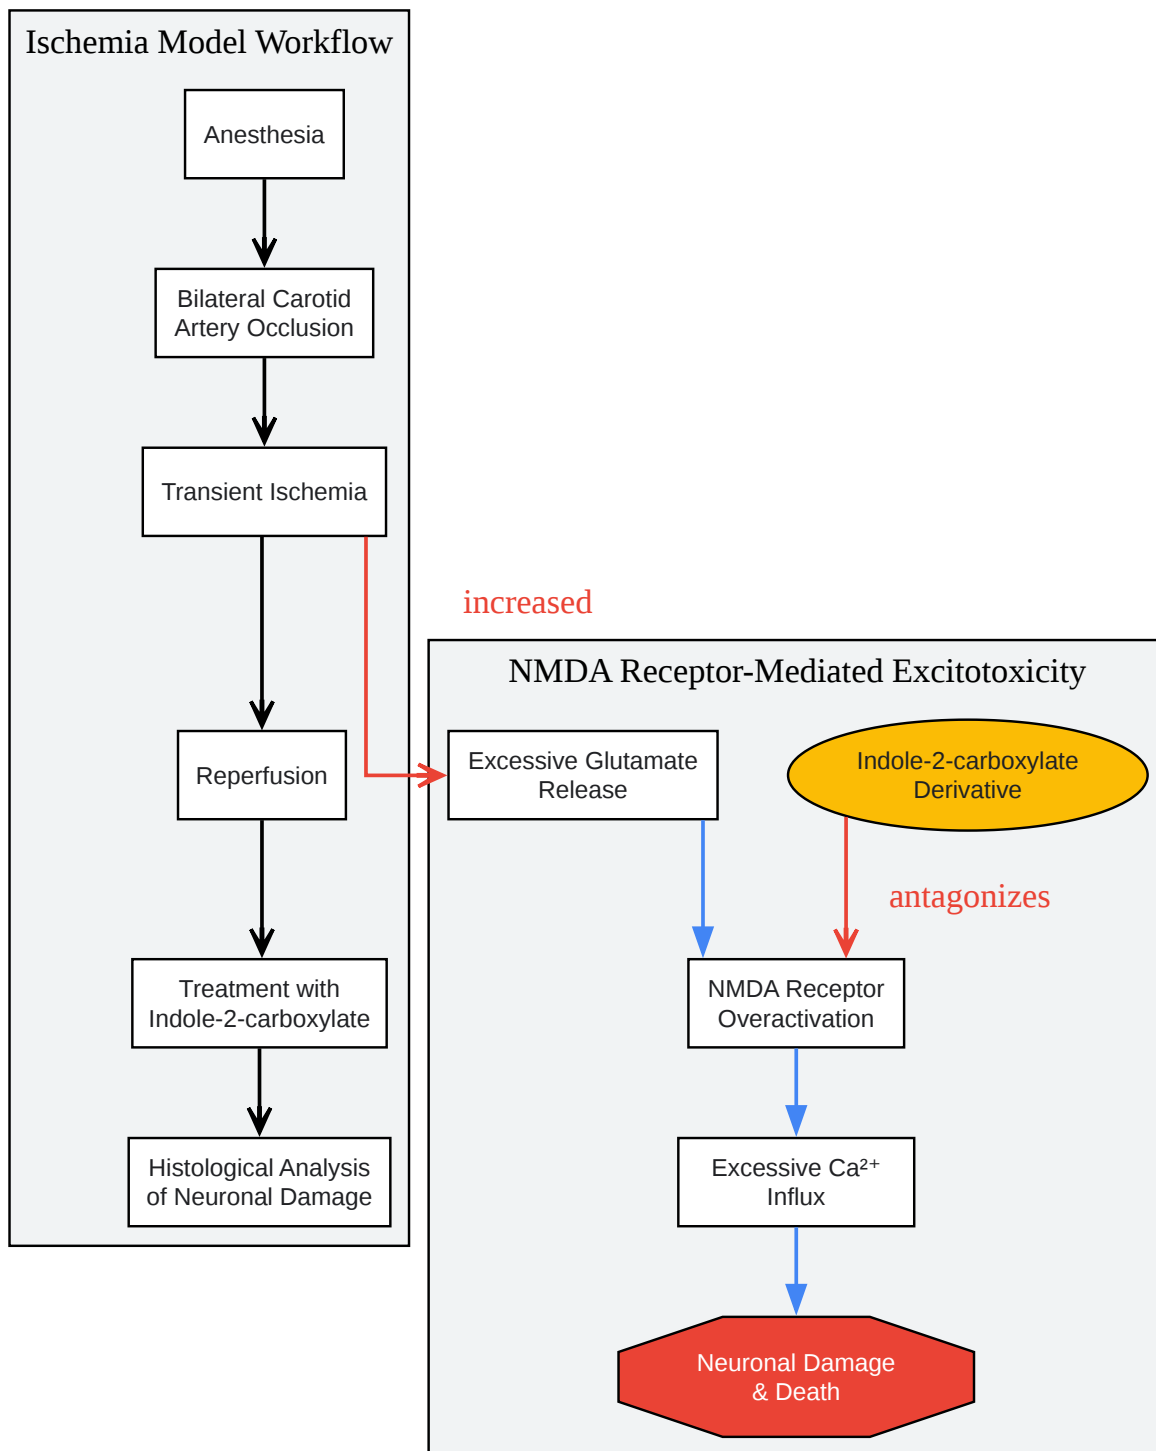 Ischemia Model Workflow
Anesthesia
Bilateral Carotid
Artery Occlusion
Transient Ischemia
Reperfusion
Treatment with
Indole-2-carboxylate
Histological Analysis
of Neuronal Damage
increased
NMDA Receptor-Mediated Excitotoxicity
Excessive Glutamate
Release
Indole-2-carboxylate
Derivative
antagonizes
NMDA Receptor
Overactivation
Excessive Ca²⁺
Influx
Neuronal Damage
& Death